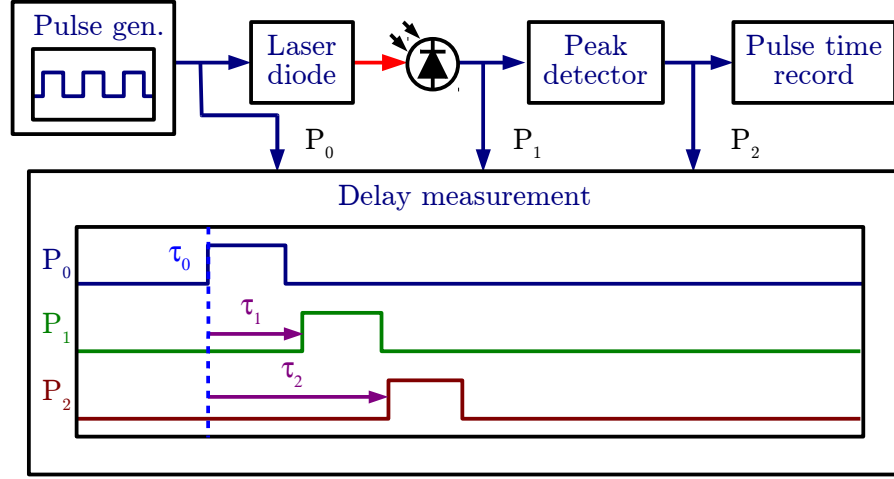 Pulse gen.
Laser
diode
Peak
detector
Pulse time
record
P₀
P₁
P₂
Delay measurement
P₀
τ₀
P₁
τ₁
P₂
τ₂